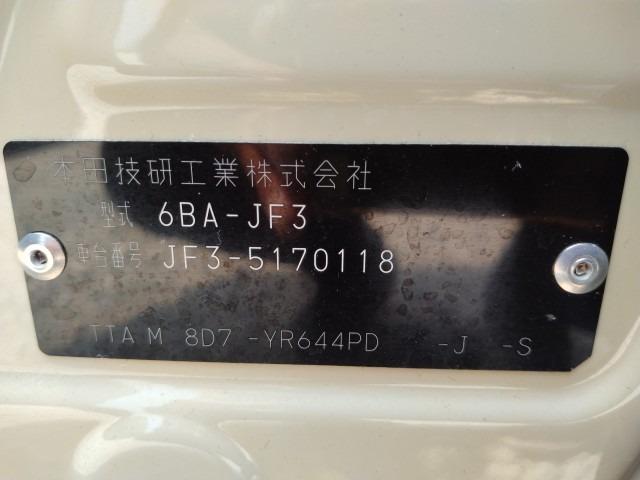 本田技研工業株式会社
型式 6BA-JF3
車台番号 JF3-5170118
TTA M 8D7 -YR644PD -J -S